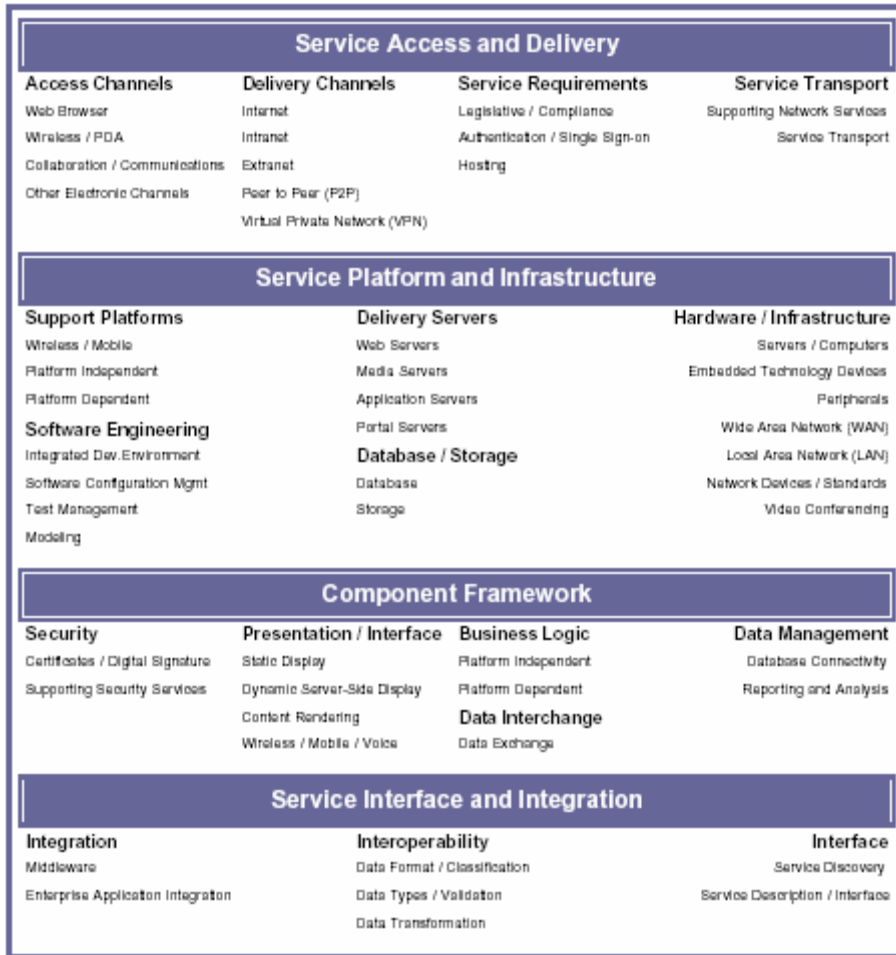 Service Access and Delivery
Access Channels
Web Browser
Wireless / PDA
Collaboration / Communications
Other Electronic Channels
Delivery Channels
Internet
Intranet
Extranet
Peer to Peer (P2P)
Virtual Private Network (VPN)
Service Requirements
Legislative / Compliance
Authentication / Single Sign-on
Hosting
Service Transport
Supporting Network Services
Service Transport
Service Platform and Infrastructure
Support Platforms
Wireless / Mobile
Platform Independent
Platform Dependent
Software Engineering
Integrated Dev.Environment
Software Configuration Mgmt
Test Management
Modeling
Delivery Servers
Web Servers
Media Servers
Application Servers
Portal Servers
Database / Storage
Database
Storage
Hardware / Infrastructure
Servers / Computers
Embedded Technology Devices
Peripherals
Wide Area Network (WAN)
Local Area Network (LAN)
Network Devices / Standards
Video Conferencing
Component Framework
Security
Certificates / Digital Signature
Supporting Security Services
Presentation / Interface
Static Display
Dynamic Server-Side Display
Content Rendering
Wireless / Mobile / Voice
Business Logic
Platform Independent
Platform Dependent
Data Interchange
Data Exchange
Data Management
Database Connectivity
Reporting and Analysis
Service Interface and Integration
Integration
Middleware
Enterprise Application Integration
Interoperability
Data Format / Classification
Data Types / Validation
Data Transformation
Interface
Service Discovery
Service Description / Interface